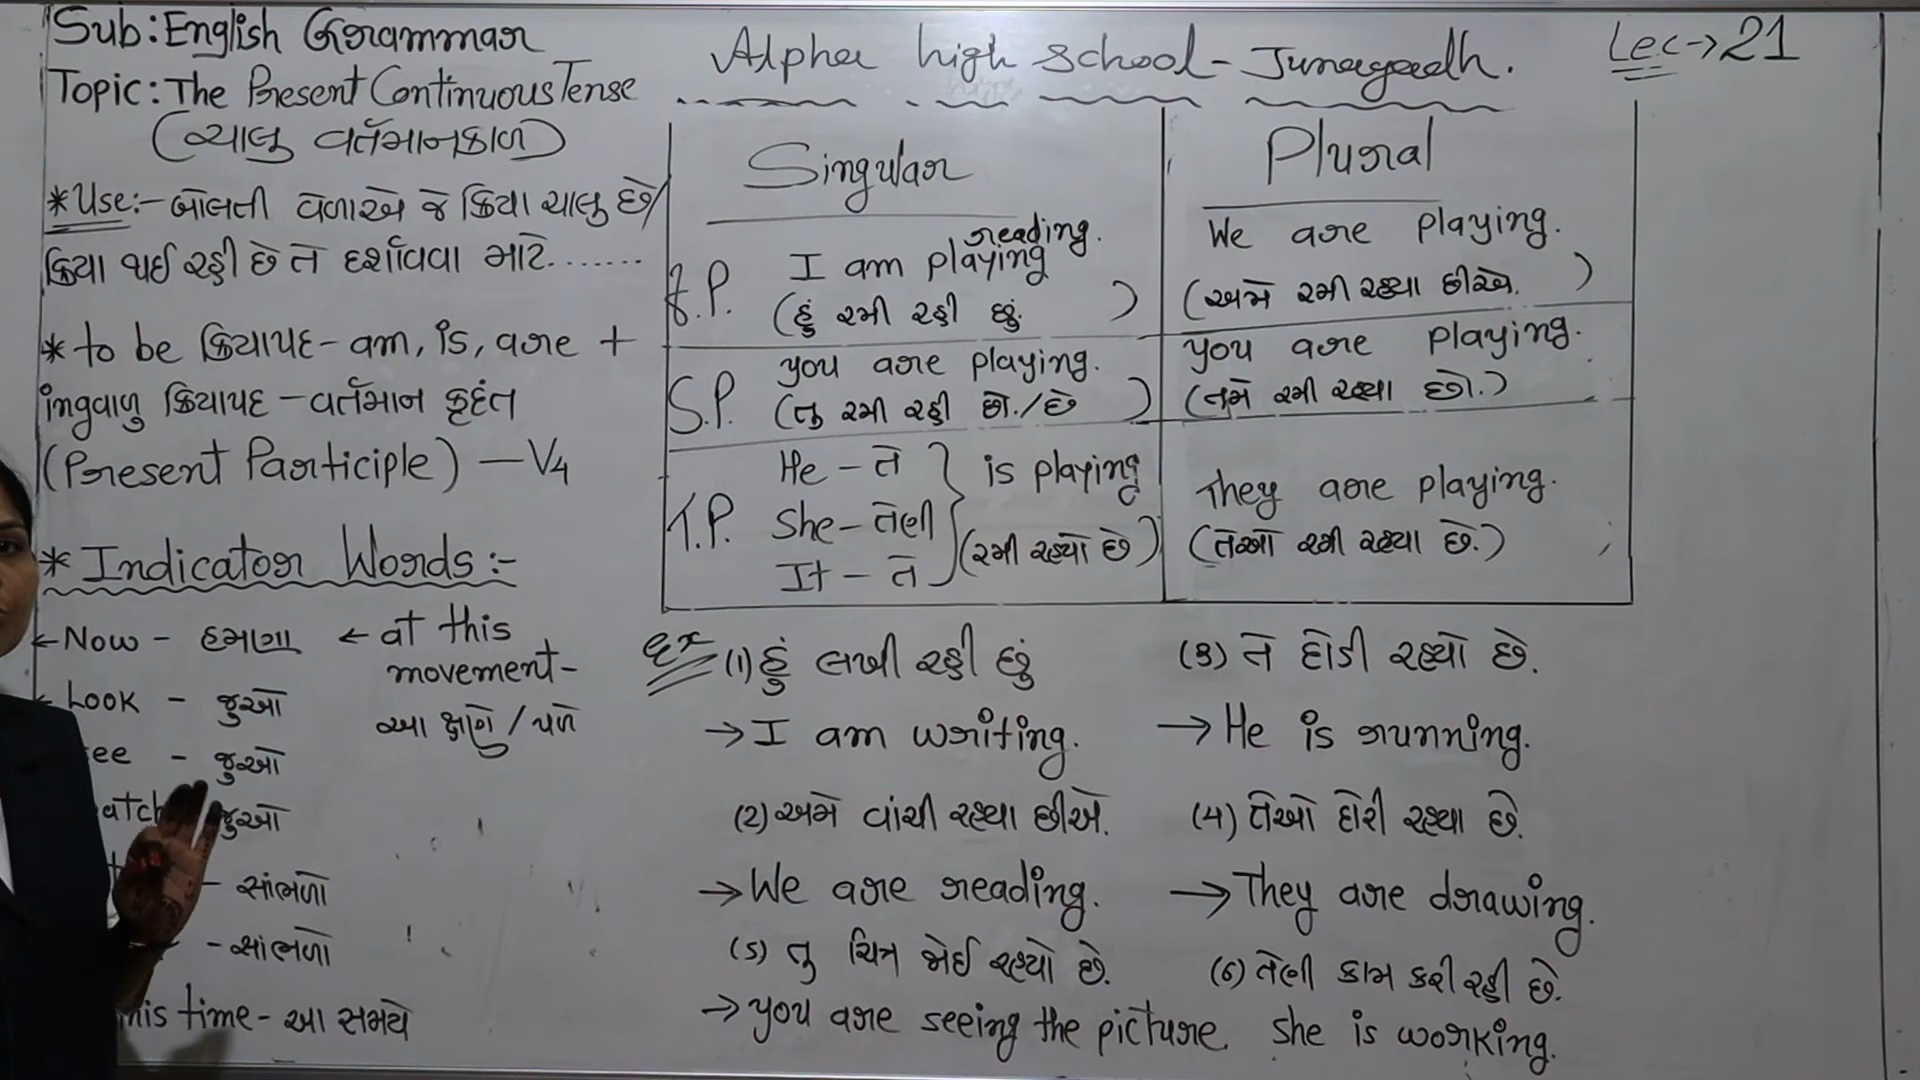 Sub: English Grammar
Topic: The Present Continuous Tense
(ચાલુ વર્તમાનકાળ)
* Use:- બોલતી વેળાએ જે ક્રિયા ચાલુ છે/
ક્રિયા થઈ રહી છે તે દર્શાવવા માટે.......
* to be ક્રિયાપદ - am, is, are +
ingવાળુ ક્રિયાપદ - વર્તમાન કૃદંત
(Present Participle) - V4
* Indicator Words :-
← Now - હમણા
Look - જુઓ
ee - જુઓ
atch જુઓ
- સાંભળો
- સાંભળો
his time - આ સમયે
← at this
movement -
આ ક્ષણે / પળે
Alpha high school - Junagadh.
Lec → 21
Singular
Plural
F.P.
reading.
I am playing
(હું રમી રહી છું. )
We are playing.
(અમે રમી રહ્યા છીએ. )
S.P.
you are playing.
(તુ રમી રહી છો./છે )
you are playing.
(તમે રમી રહ્યા છો.)
T.P.
He - તે
She - તેણી
It - તે
is playing
(રમી રહ્યો છે)
They are playing.
(તેઓ રમી રહ્યા છે.)
Ex
(1) હું લખી રહી છું
→ I am writing.
(2) અમે વાંચી રહ્યા છીએ.
→ We are reading.
(5) તુ ચિત્ર જોઈ રહ્યો છે.
→ you are seeing the picture.
(3) તે દોડી રહ્યો છે.
→ He is running.
(4) તેઓ દોરી રહ્યા છે.
→ They are drawing.
(6) તેણી કામ કરી રહી છે.
She is working.